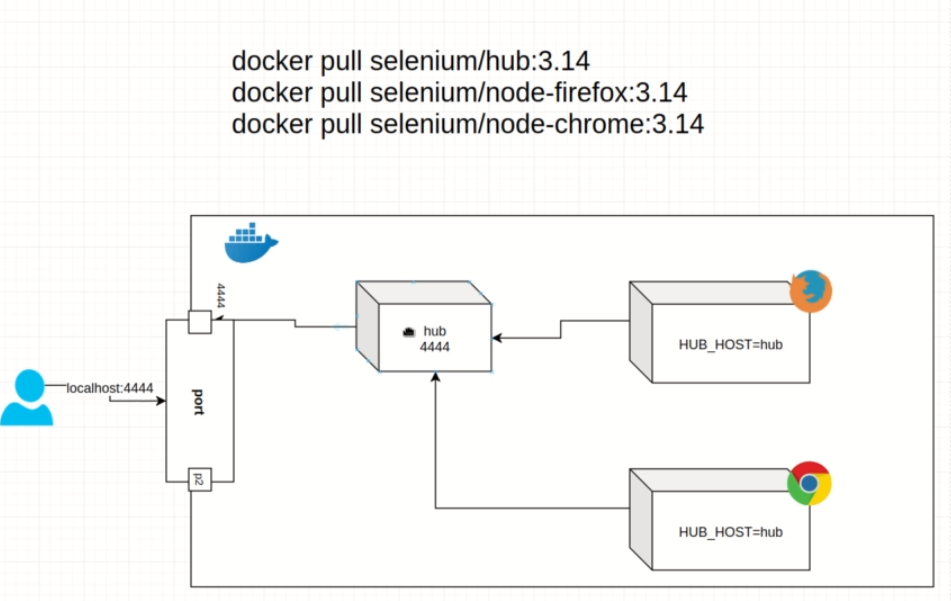 docker pull selenium/hub:3.14
docker pull selenium/node-firefox:3.14
docker pull selenium/node-chrome:3.14
4444
hub
4444
HUB_HOST=hub
localhost:4444
port
p2
HUB_HOST=hub